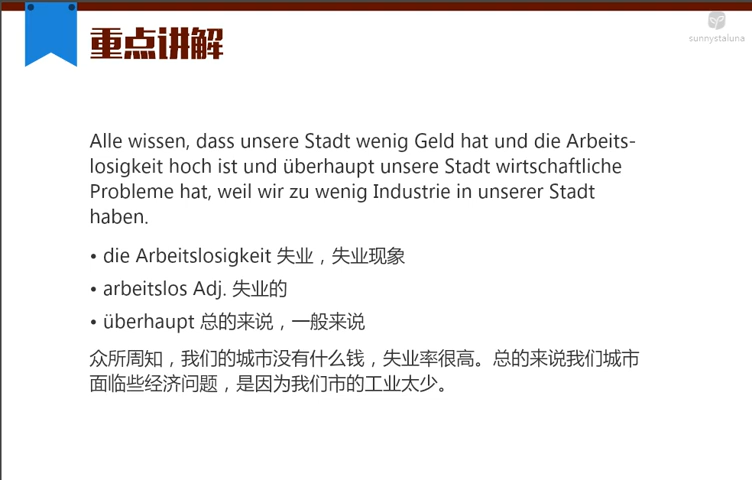 重点讲解
sunnystaluna
Alle wissen, dass unsere Stadt wenig Geld hat und die Arbeits-
losigkeit hoch ist und überhaupt unsere Stadt wirtschaftliche
Probleme hat, weil wir zu wenig Industrie in unserer Stadt
haben.
• die Arbeitslosigkeit 失业，失业现象
• arbeitslos Adj. 失业的
• überhaupt 总的来说，一般来说
众所周知，我们的城市没有什么钱，失业率很高。总的来说我们城市
面临些经济问题，是因为我们市的工业太少。